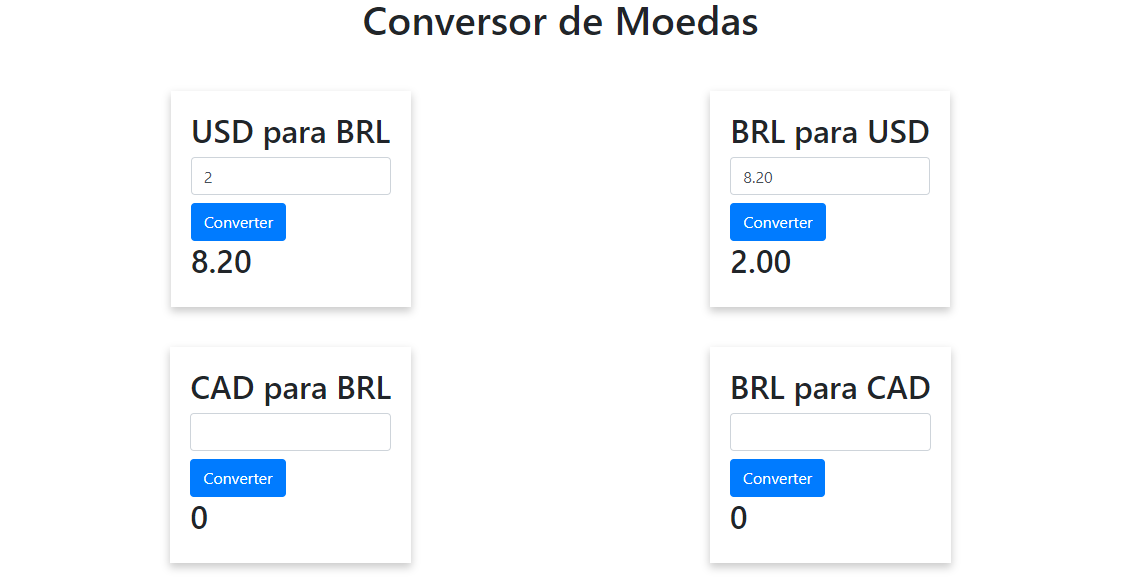 Conversor de Moedas
USD para BRL
2
Converter
8.20
BRL para USD
8.20
Converter
2.00
CAD para BRL
Converter
0
BRL para CAD
Converter
0